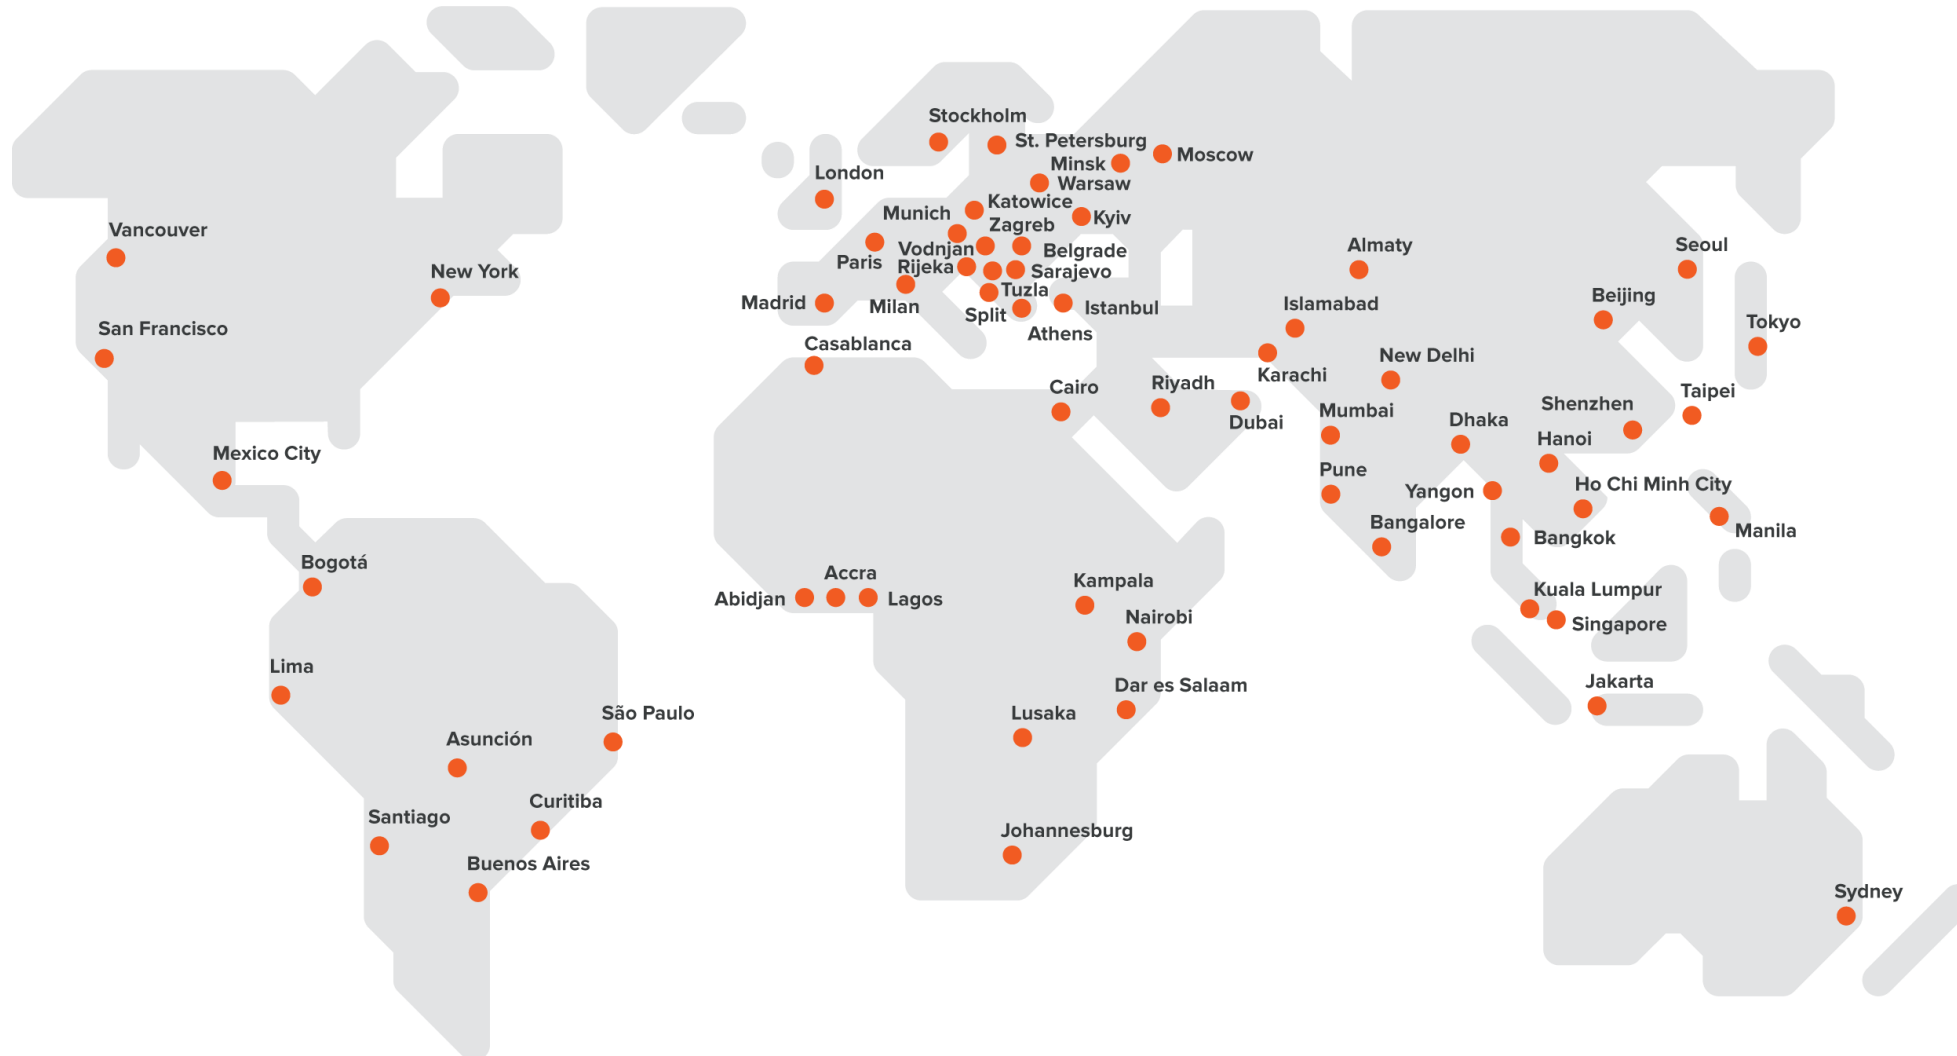 Stockholm
St. Petersburg
Moscow
Minsk
London
Warsaw
Katowice
Munich
Kyiv
Zagreb
Vancouver
Almaty
Seoul
Vodnjan
Belgrade
Paris
Rijeka
Sarajevo
New York
Tuzla
Beijing
Madrid
Milan
Islamabad
Istanbul
Split
Tokyo
San Francisco
Athens
Casablanca
New Delhi
Karachi
Cairo
Riyadh
Taipei
Shenzhen
Mumbai
Dubai
Dhaka
Hanoi
Mexico City
Pune
Ho Chi Minh City
Yangon
Bangalore
Manila
Bangkok
Bogotá
Accra
Kampala
Kuala Lumpur
Abidjan
Lagos
Nairobi
Singapore
Lima
Jakarta
Dar es Salaam
São Paulo
Lusaka
Asunción
Curitiba
Santiago
Johannesburg
Buenos Aires
Sydney